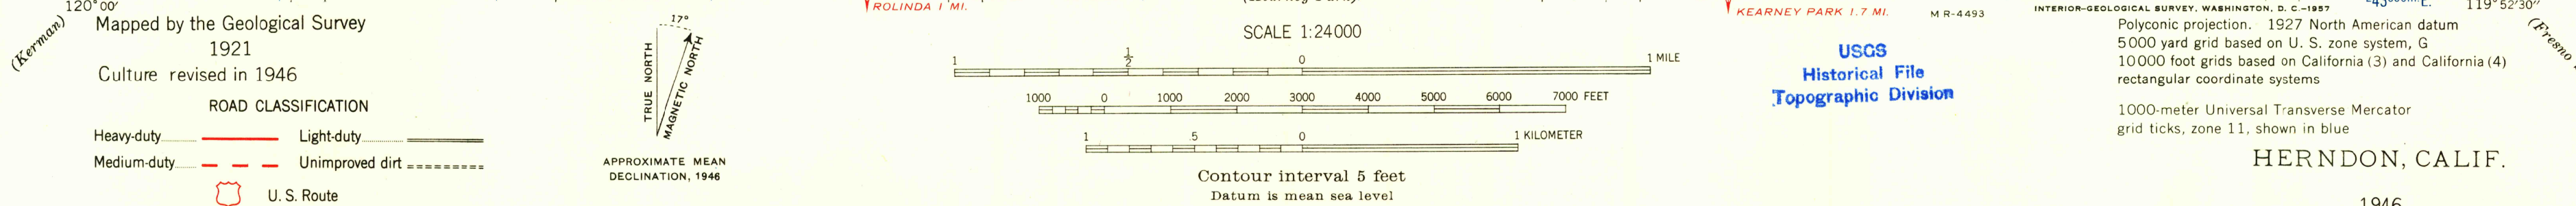 120°00'
(Kerman)
Mapped by the Geological Survey
1921
Culture revised in 1946
ROAD CLASSIFICATION
Heavy-duty
Light-duty
Medium-duty
Unimproved dirt
U. S. Route
17°
TRUE NORTH
MAGNETIC NORTH
APPROXIMATE MEAN
DECLINATION, 1946
ROLINDA 1 MI.
SCALE 1:24000
1 ½ 0 1 MILE
1000 0 1000 2000 3000 4000 5000 6000 7000 FEET
1 .5 0 1 KILOMETER
Contour interval 5 feet
Datum is mean sea level
KEARNEY PARK 1.7 MI.
M R-4493
USGS
Historical File
Topographic Division
INTERIOR-GEOLOGICAL SURVEY, WASHINGTON, D. C.-1957
119°52'30"
Polyconic projection. 1927 North American datum
5000 yard grid based on U. S. zone system, G
10000 foot grids based on California (3) and California (4)
rectangular coordinate systems
1000-meter Universal Transverse Mercator
grid ticks, zone 11, shown in blue
(Fresno
HERNDON, CALIF.
1946